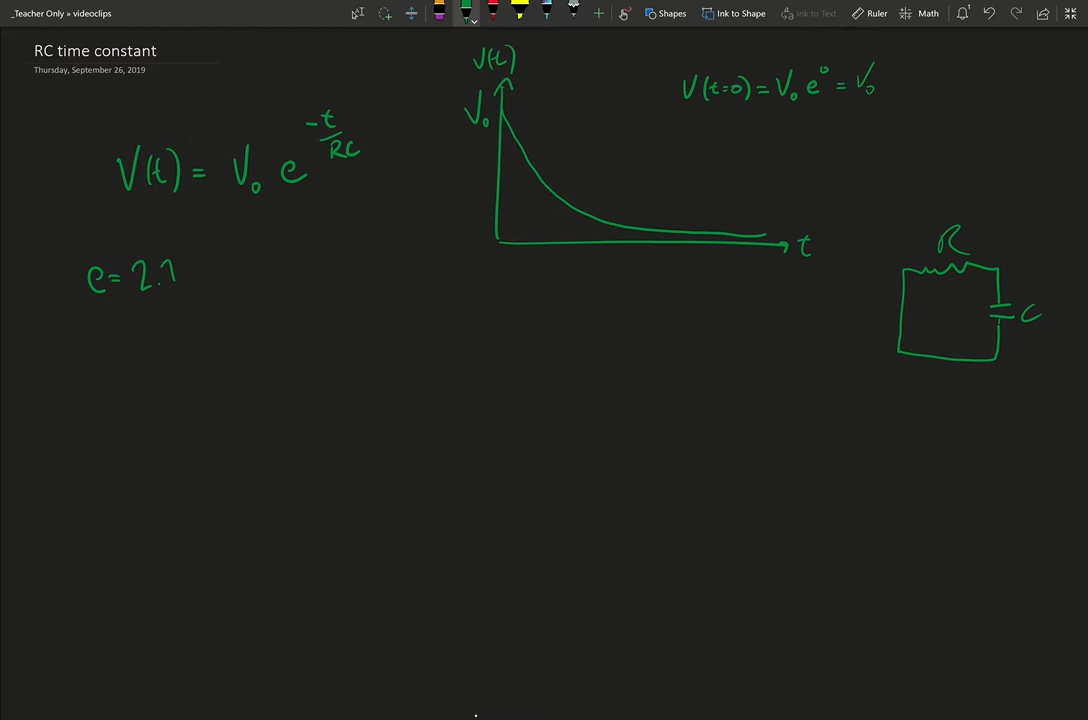 _Teacher Only » videoclips
Shapes
Ink to Shape
Ink to Text
Ruler
Math
1
RC time constant
Thursday, September 26, 2019
V(t) = V₀ e^(-t/RC)
V(t)
V₀
t
V(t=0) = V₀ e⁰ = V₀
R
C
e = 2.7